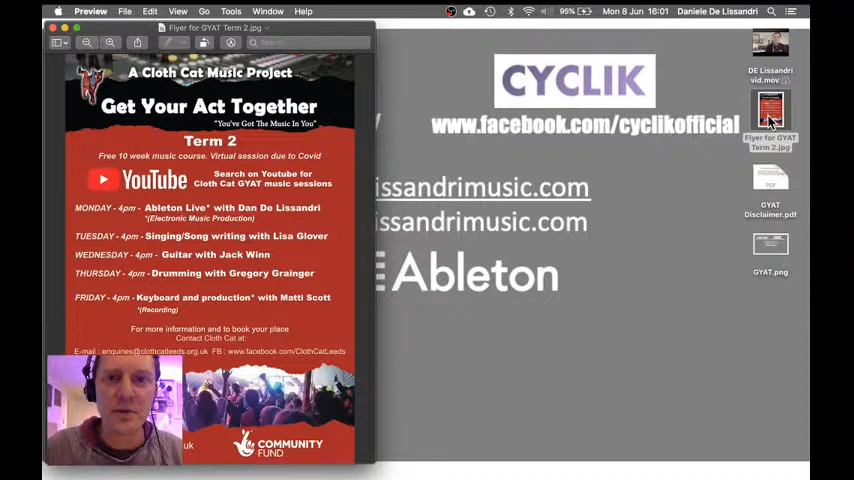 Preview File Edit View Go Tools Window Help 95% Mon 8 Jun 16:01 Daniele De Lissandri
Flyer for GYAT Term 2.jpg
Search
A Cloth Cat Music Project
Get Your Act Together
"You've Got The Music In You"
Term 2
Free 10 week music course. Virtual session due to Covid
YouTube
Search on Youtube for
Cloth Cat GYAT music sessions
MONDAY - 4pm - Ableton Live* with Dan De Lissandri
*(Electronic Music Production)
TUESDAY - 4pm - Singing/Song writing with Lisa Glover
WEDNESDAY - 4pm - Guitar with Jack Winn
THURSDAY - 4pm - Drumming with Gregory Grainger
FRIDAY - 4pm - Keyboard and production* with Matti Scott
*(Recording)
For more information and to book your place
Contact Cloth Cat at:
E-mail : enquiries@clothcatleeds.org.uk FB : www.facebook.com/ClothCatLeeds
uk
COMMUNITY
FUND
CYCLIK
www.facebook.com/cyclikofficial
issandrimusic.com
issandrimusic.com
Ableton
DE Lissandri
vid.mov
Flyer for GYAT
Term 2.jpg
PDF
GYAT
Disclaimer.pdf
GYAT.png